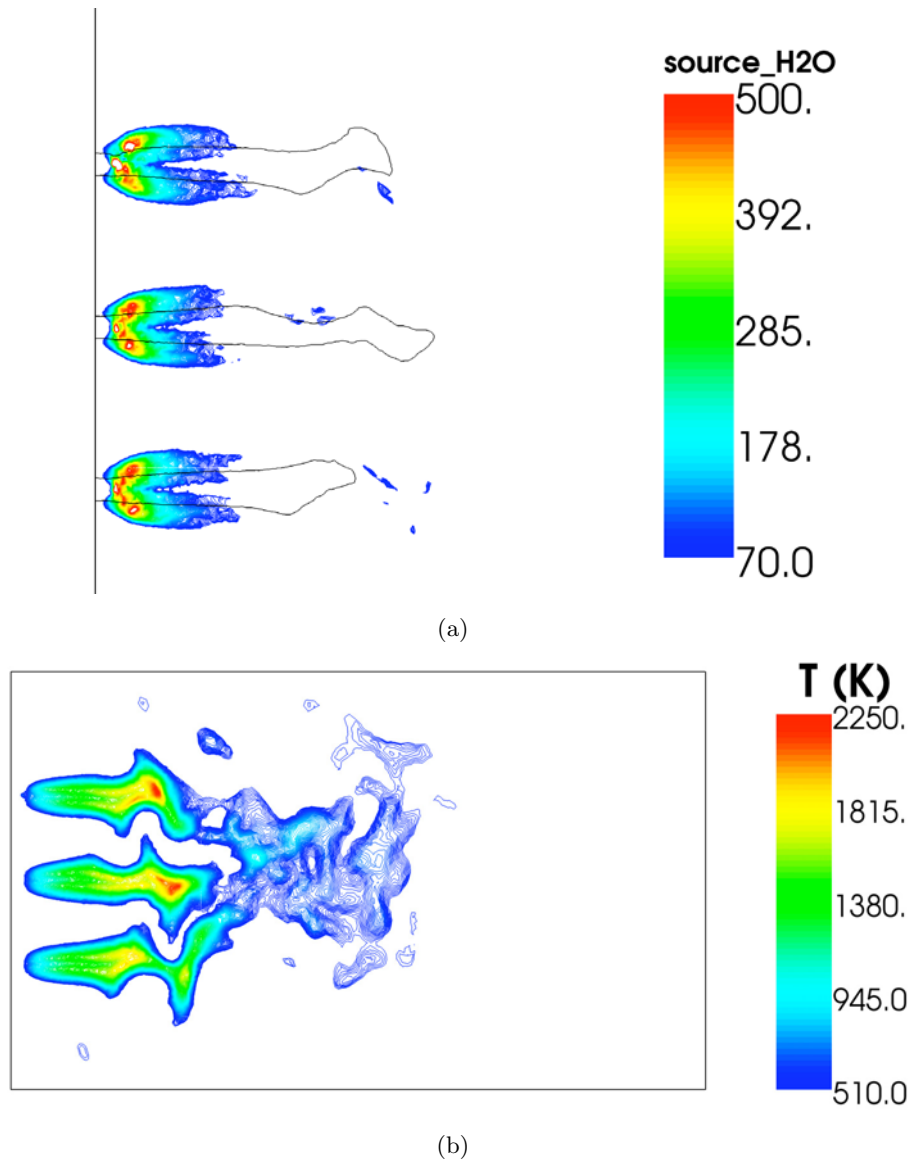 source_H2O
500.
392.
285.
178.
70.0
(a)
T (K)
2250.
1815.
1380.
945.0
510.0
(b)